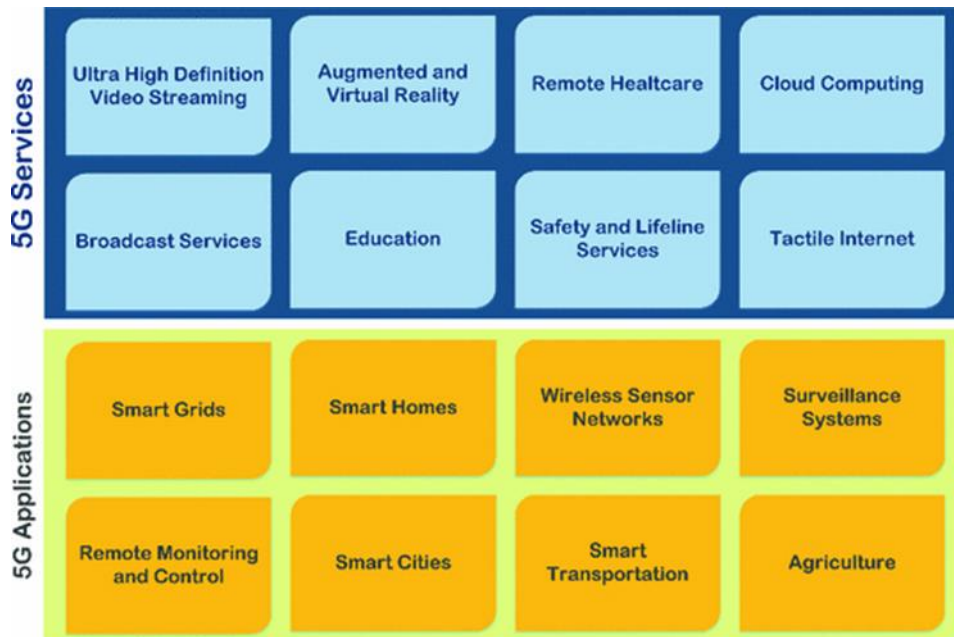 5G Services
Ultra High Definition
Video Streaming
Augmented and
Virtual Reality
Remote Healtcare
Cloud Computing
Broadcast Services
Education
Safety and Lifeline
Services
Tactile Internet
5G Applications
Smart Grids
Smart Homes
Wireless Sensor
Networks
Surveillance
Systems
Remote Monitoring
and Control
Smart Cities
Smart
Transportation
Agriculture